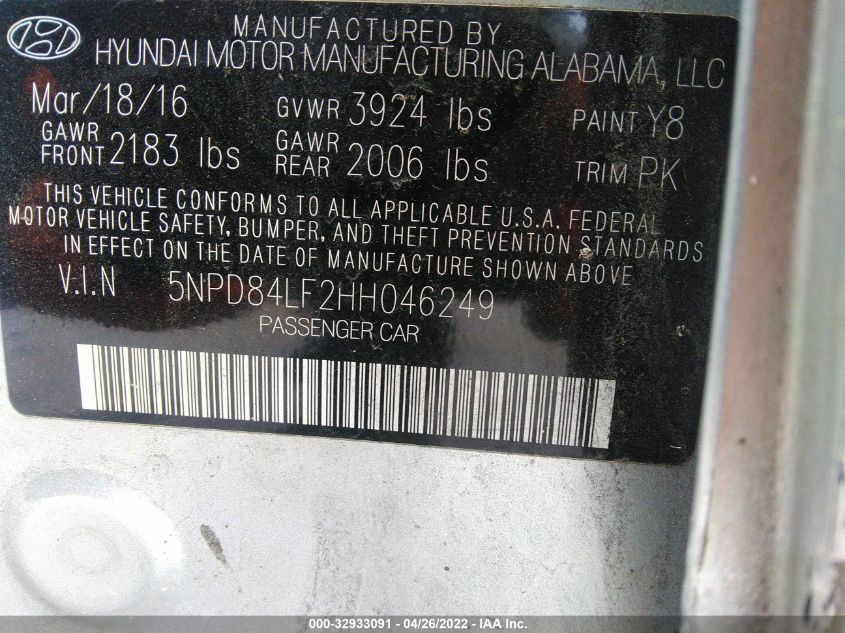 MANUFACTURED BY
HYUNDAI MOTOR MANUFACTURING ALABAMA, LLC
Mar/18/16 GVWR 3924 lbs PAINT Y8
GAWR FRONT 2183 lbs GAWR REAR 2006 lbs TRIM PK
THIS VEHICLE CONFORMS TO ALL APPLICABLE U.S.A. FEDERAL
MOTOR VEHICLE SAFETY, BUMPER, AND THEFT PREVENTION STANDARDS
IN EFFECT ON THE DATE OF MANUFACTURE SHOWN ABOVE
V.I.N 5NPD84LF2HH046249
PASSENGER CAR
000-32933091 - 04/26/2022 - IAA Inc.